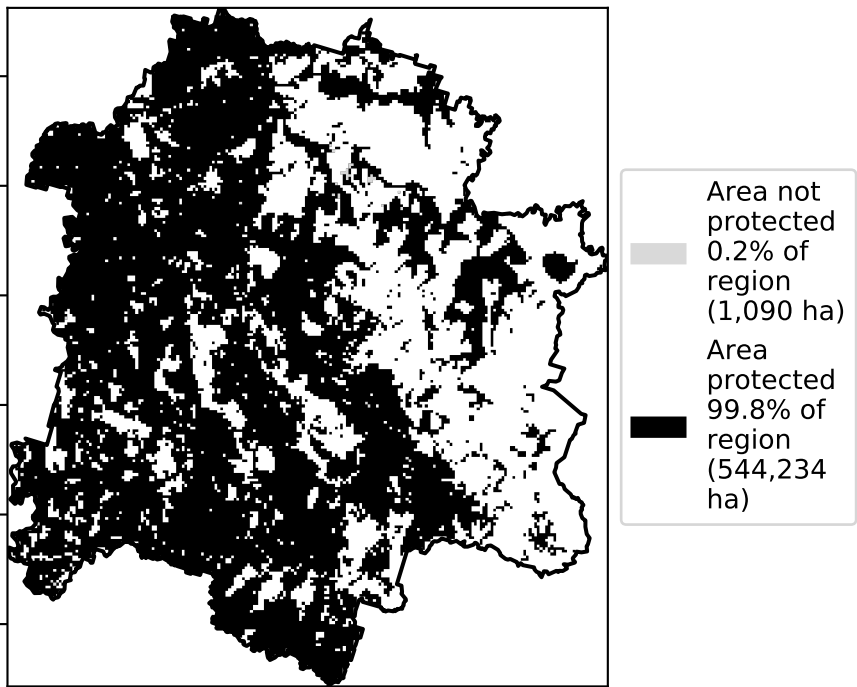 Area not
protected
0.2% of
region
(1,090 ha)
Area
protected
99.8% of
region
(544,234
ha)